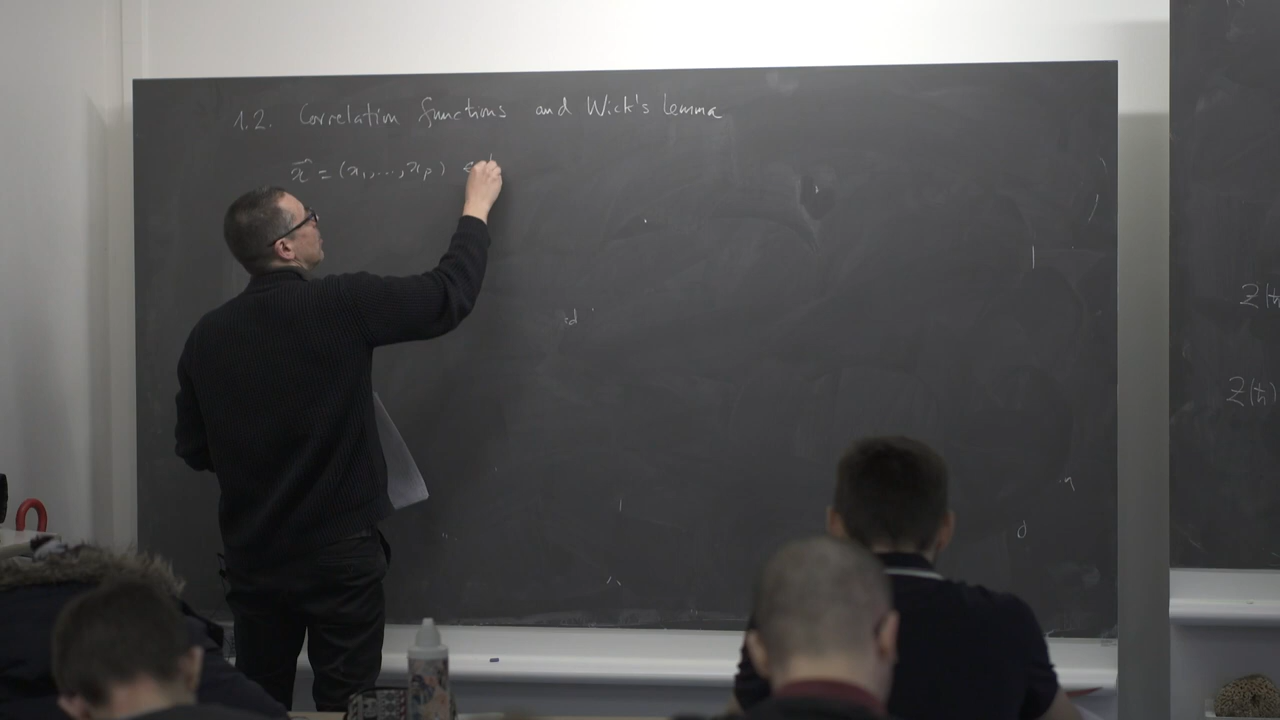 1.2. Correlation functions and Wick's lemma
x⃗ = (x₁,...,xₚ) ∈
Z(ħ
Z(ħ)